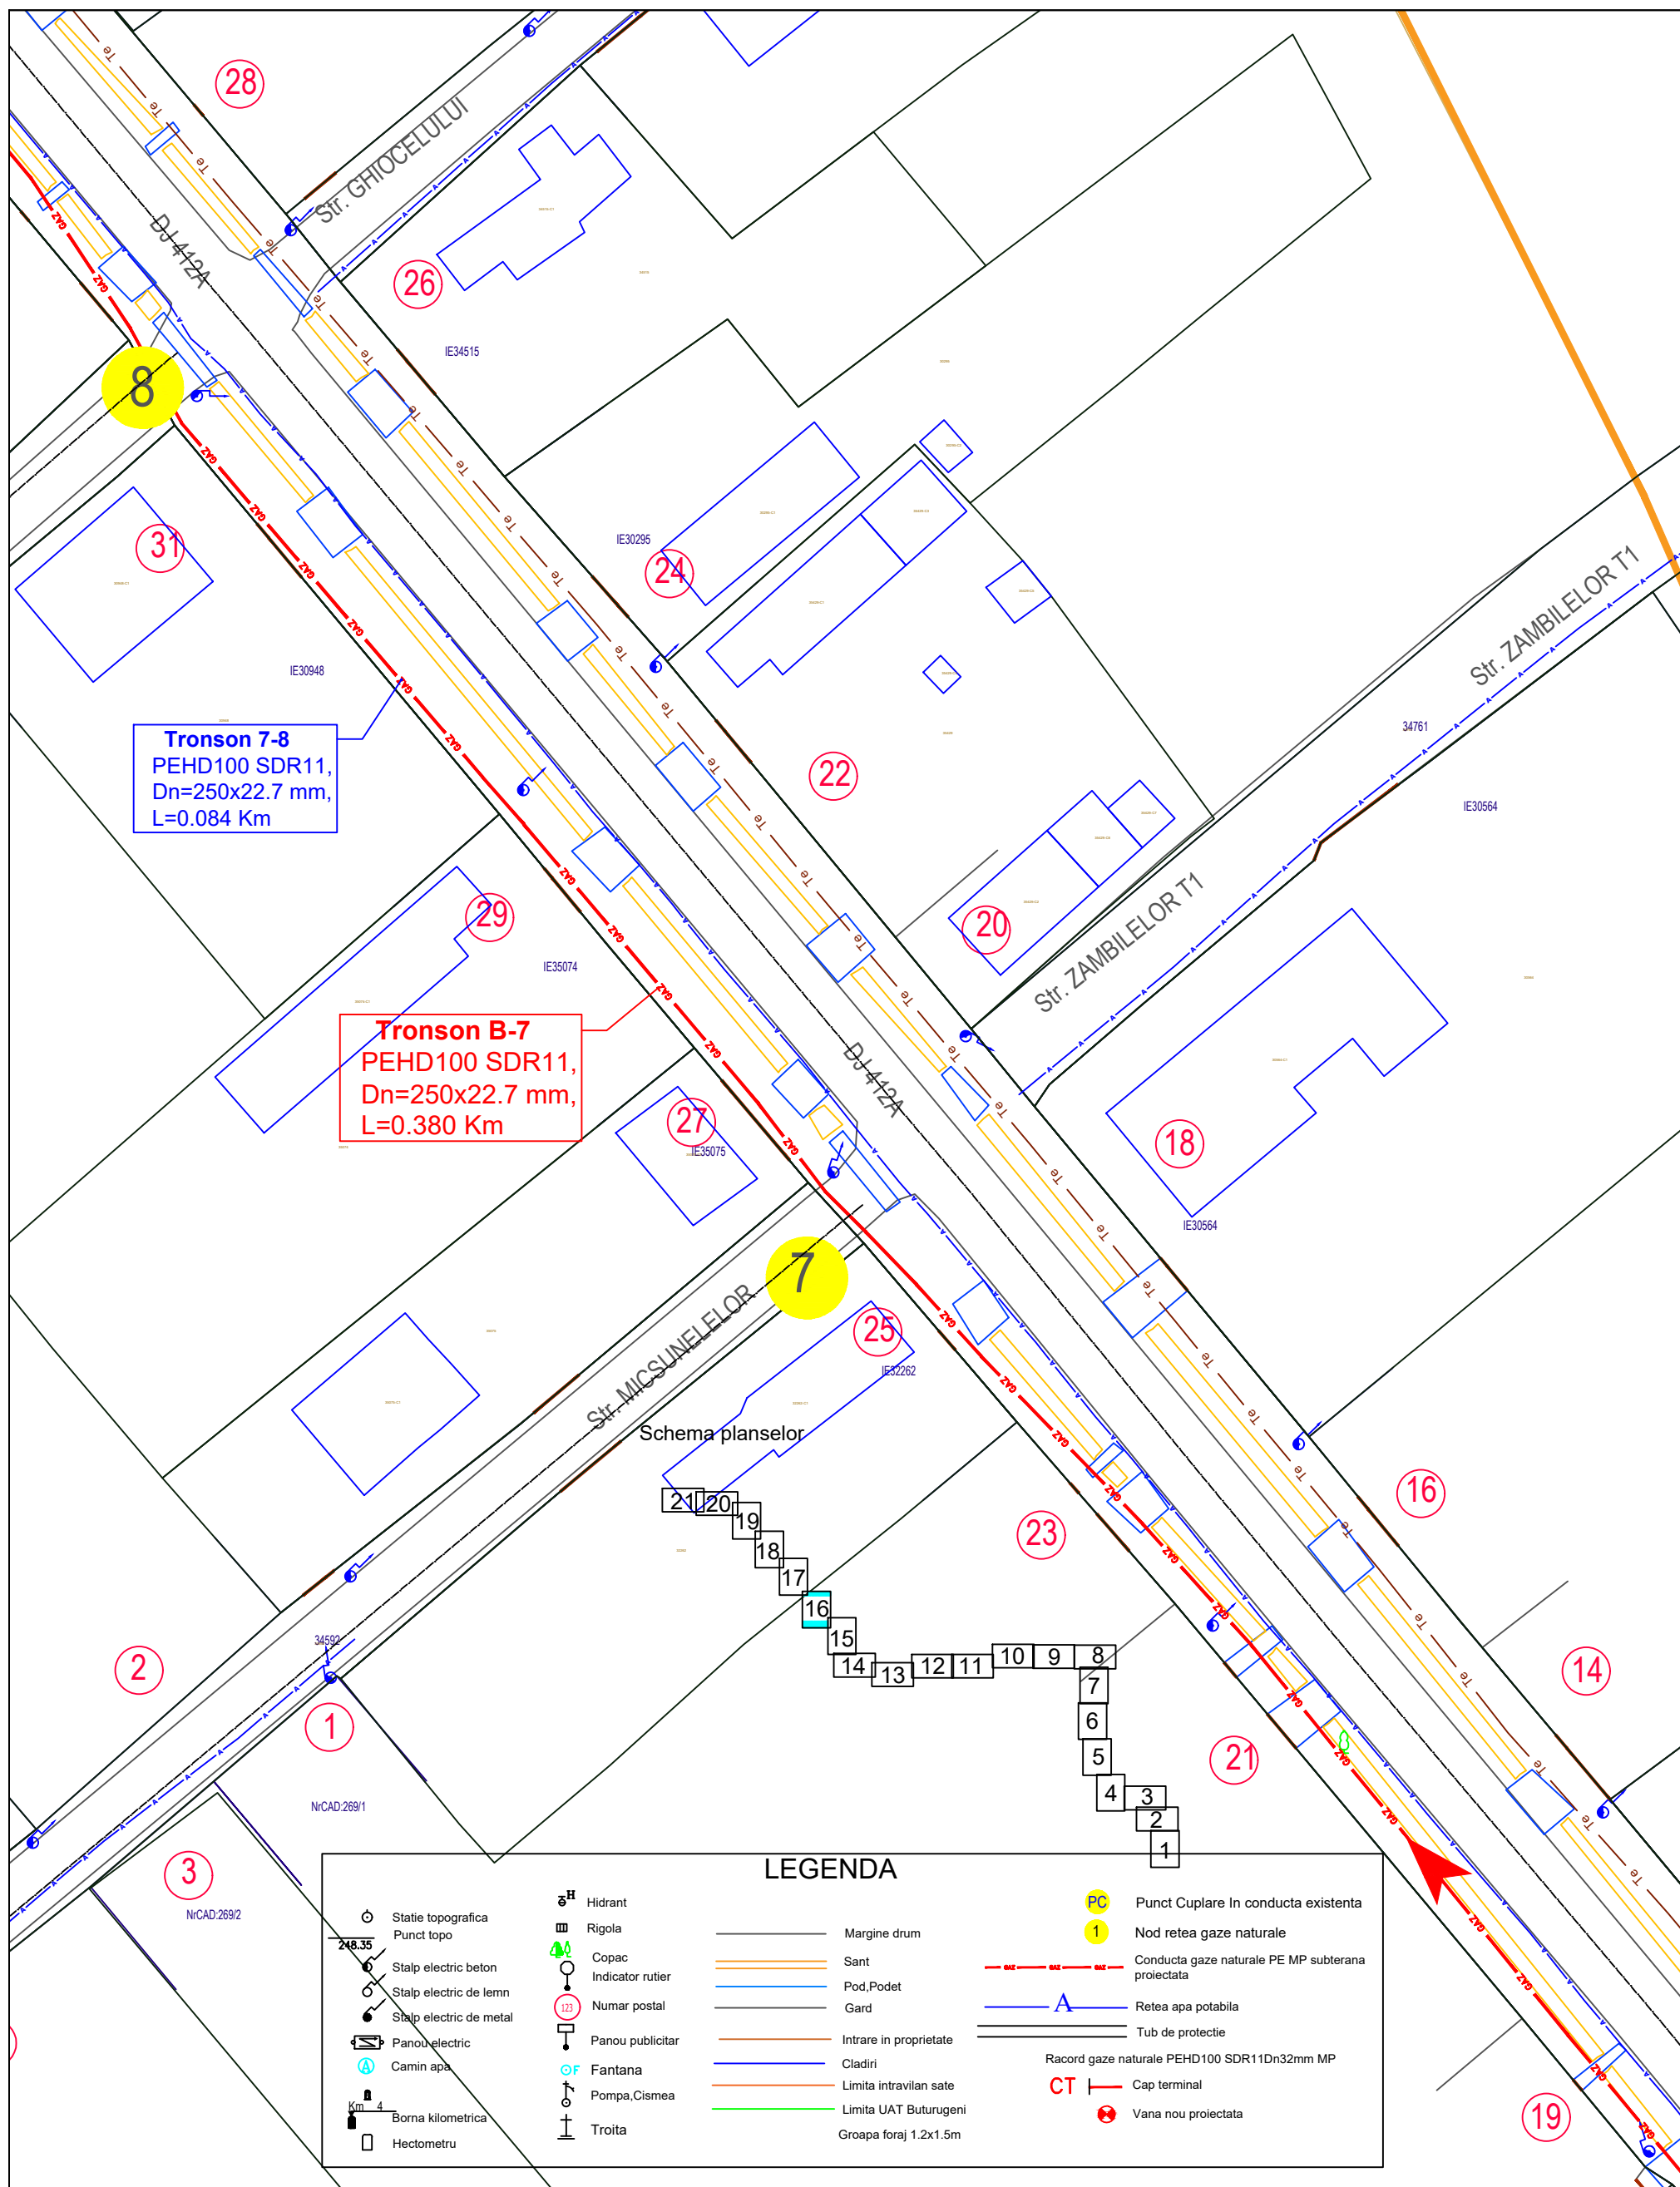 28
Str. GHIOCELULUI
DJ 412A
26
IE34515
8
31
IE30295
24
Str. ZAMBILELOR T1
IE30948
34761
22
IE30564
Tronson 7-8
PEHD100 SDR11,
Dn=250x22.7 mm,
L=0.084 Km
29
20
Str. ZAMBILELOR T1
IE35074
Tronson B-7
PEHD100 SDR11,
Dn=250x22.7 mm,
L=0.380 Km
DJ 412A
27
IE35075
18
IE30564
7
Str. MICSUNELELOR
25
IE32262
Schema planselor
21
20
19
18
17
16
15
14
13
12
11
10
9
8
7
6
5
4
3
2
1
16
23
14
34592
2
1
21
NrCAD:269/1
3
NrCAD:269/2
19
GAZ
Te
A
LEGENDA
Statie topografica
Punct topo
248.35
Stalp electric beton
Stalp electric de lemn
Stalp electric de metal
Panou electric
A Camin apa
Km 4
Borna kilometrica
Hectometru
H Hidrant
Rigola
Copac
Indicator rutier
123 Numar postal
Panou publicitar
F Fantana
Pompa,Cismea
Troita
Margine drum
Sant
Pod,Podet
Gard
Intrare in proprietate
Cladiri
Limita intravilan sate
Limita UAT Buturugeni
Groapa foraj 1.2x1.5m
PC Punct Cuplare In conducta existenta
1 Nod retea gaze naturale
GAZ GAZ GAZ Conducta gaze naturale PE MP subterana
proiectata
A Retea apa potabila
Tub de protectie
Racord gaze naturale PEHD100 SDR11Dn32mm MP
CT Cap terminal
Vana nou proiectata